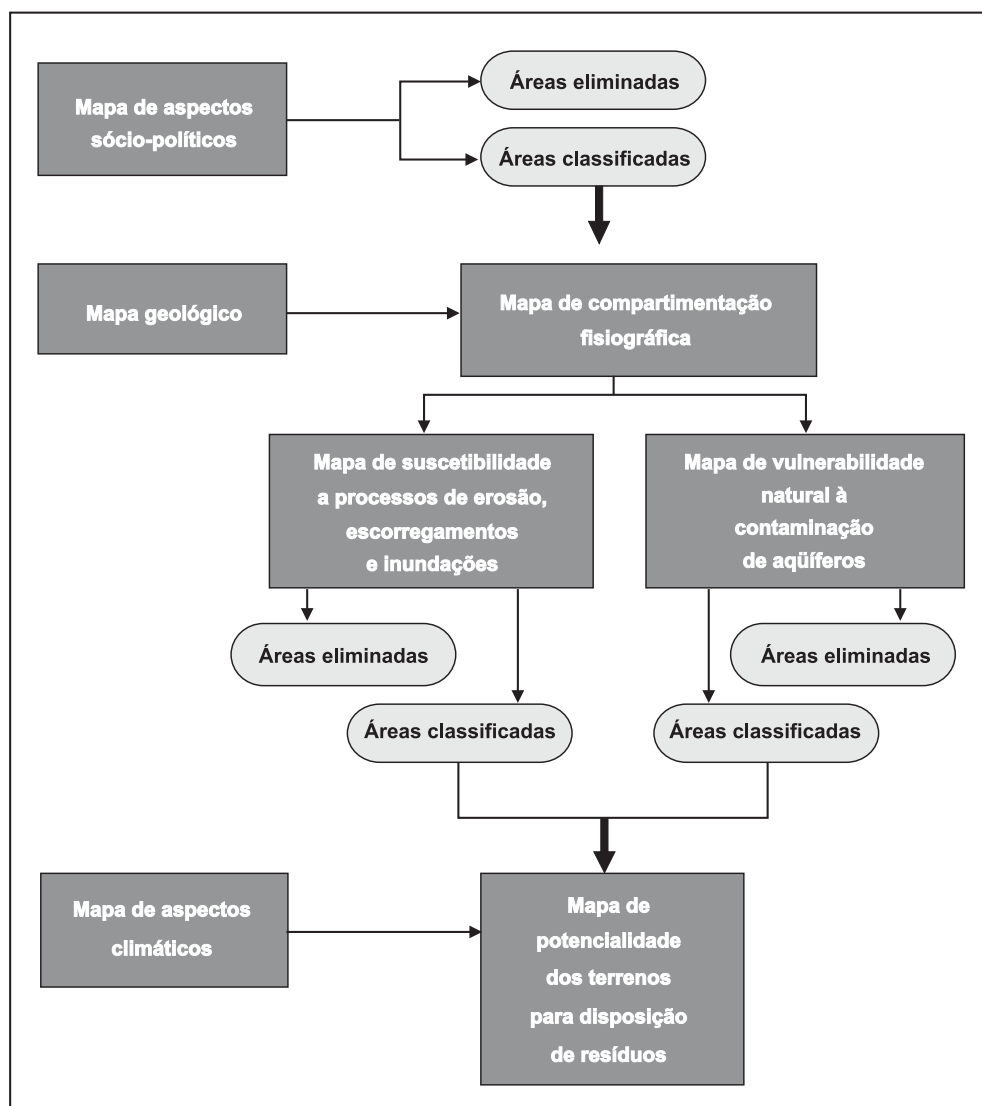 Áreas eliminadas
Mapa de aspectos
sócio-políticos
Áreas classificadas
Mapa geológico
Mapa de compartimentação
fisiográfica
Mapa de suscetibilidade
a processos de erosão,
escorregamentos
e inundações
Mapa de vulnerabilidade
natural à
contaminação
de aqüíferos
Áreas eliminadas
Áreas eliminadas
Áreas classificadas
Áreas classificadas
Mapa de aspectos
climáticos
Mapa de
potencialidade
dos terrenos
para disposição
de resíduos